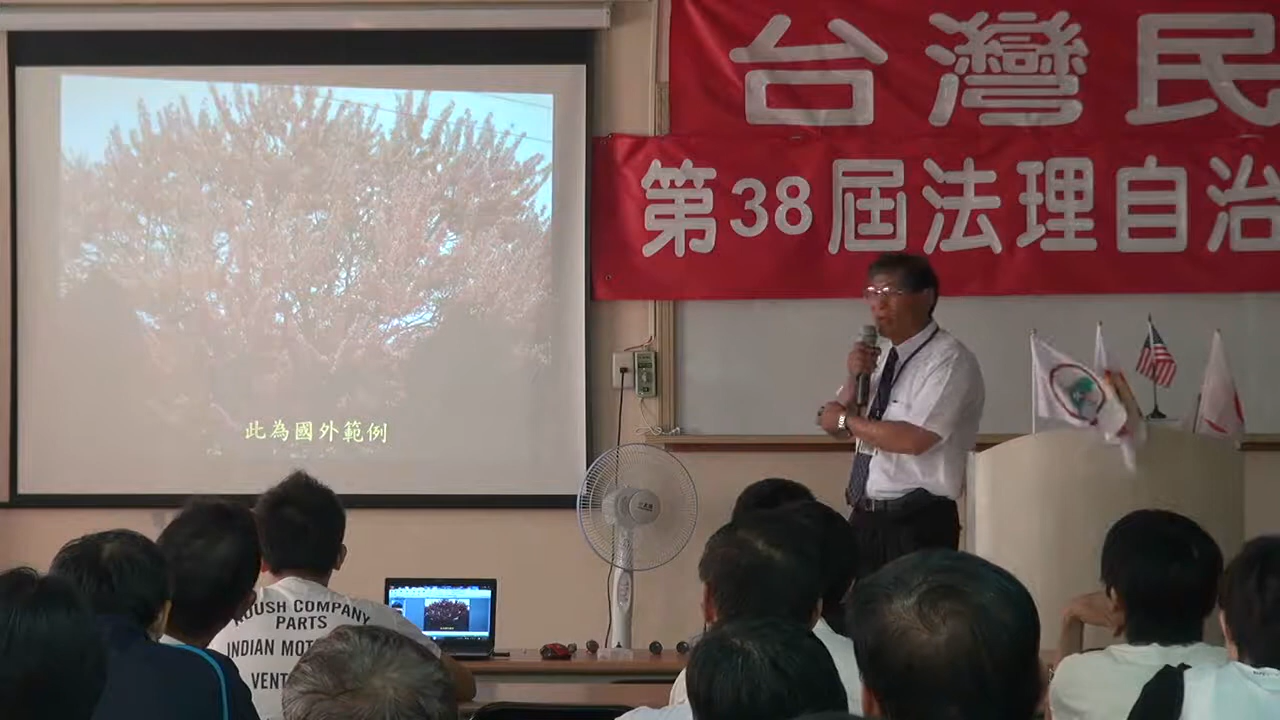 台灣民
第38屆法理自治
此為國外範例
ROUSH COMPANY
PARTS
INDIAN MOT
VENT